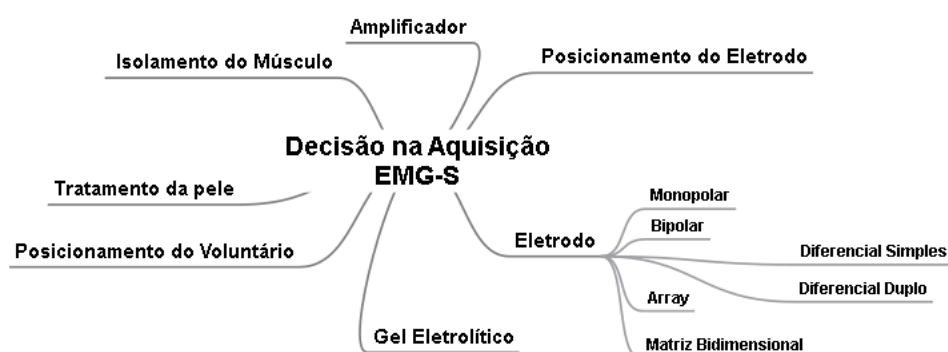 Amplificador
Isolamento do Músculo
Posicionamento do Eletrodo
Decisão na Aquisição
EMG-S
Tratamento da pele
Posicionamento do Voluntário
Gel Eletrolítico
Eletrodo
Monopolar
Bipolar
Diferencial Simples
Diferencial Duplo
Array
Matriz Bidimensional